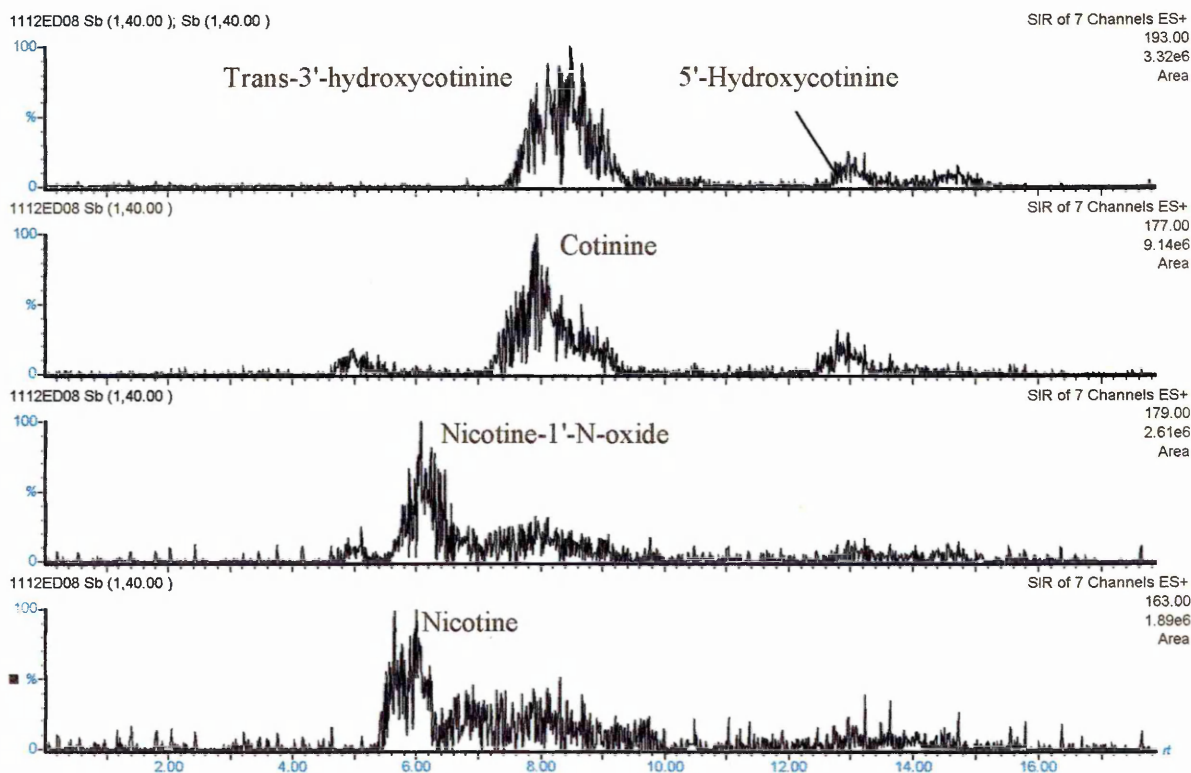 1112ED08 Sb (1,40.00 ); Sb (1,40.00 )
SIR of 7 Channels ES+
193.00
3.32e6
Area
100
%
0
Trans-3'-hydroxycotinine
5'-Hydroxycotinine
1112ED08 Sb (1,40.00 )
SIR of 7 Channels ES+
177.00
9.14e6
Area
100
%
0
Cotinine
1112ED08 Sb (1,40.00 )
SIR of 7 Channels ES+
179.00
2.61e6
Area
100
%
0
Nicotine-1'-N-oxide
1112ED08 Sb (1,40.00 )
SIR of 7 Channels ES+
163.00
1.89e6
Area
100
%
0
Nicotine
2.00 4.00 6.00 8.00 10.00 12.00 14.00 16.00 rt